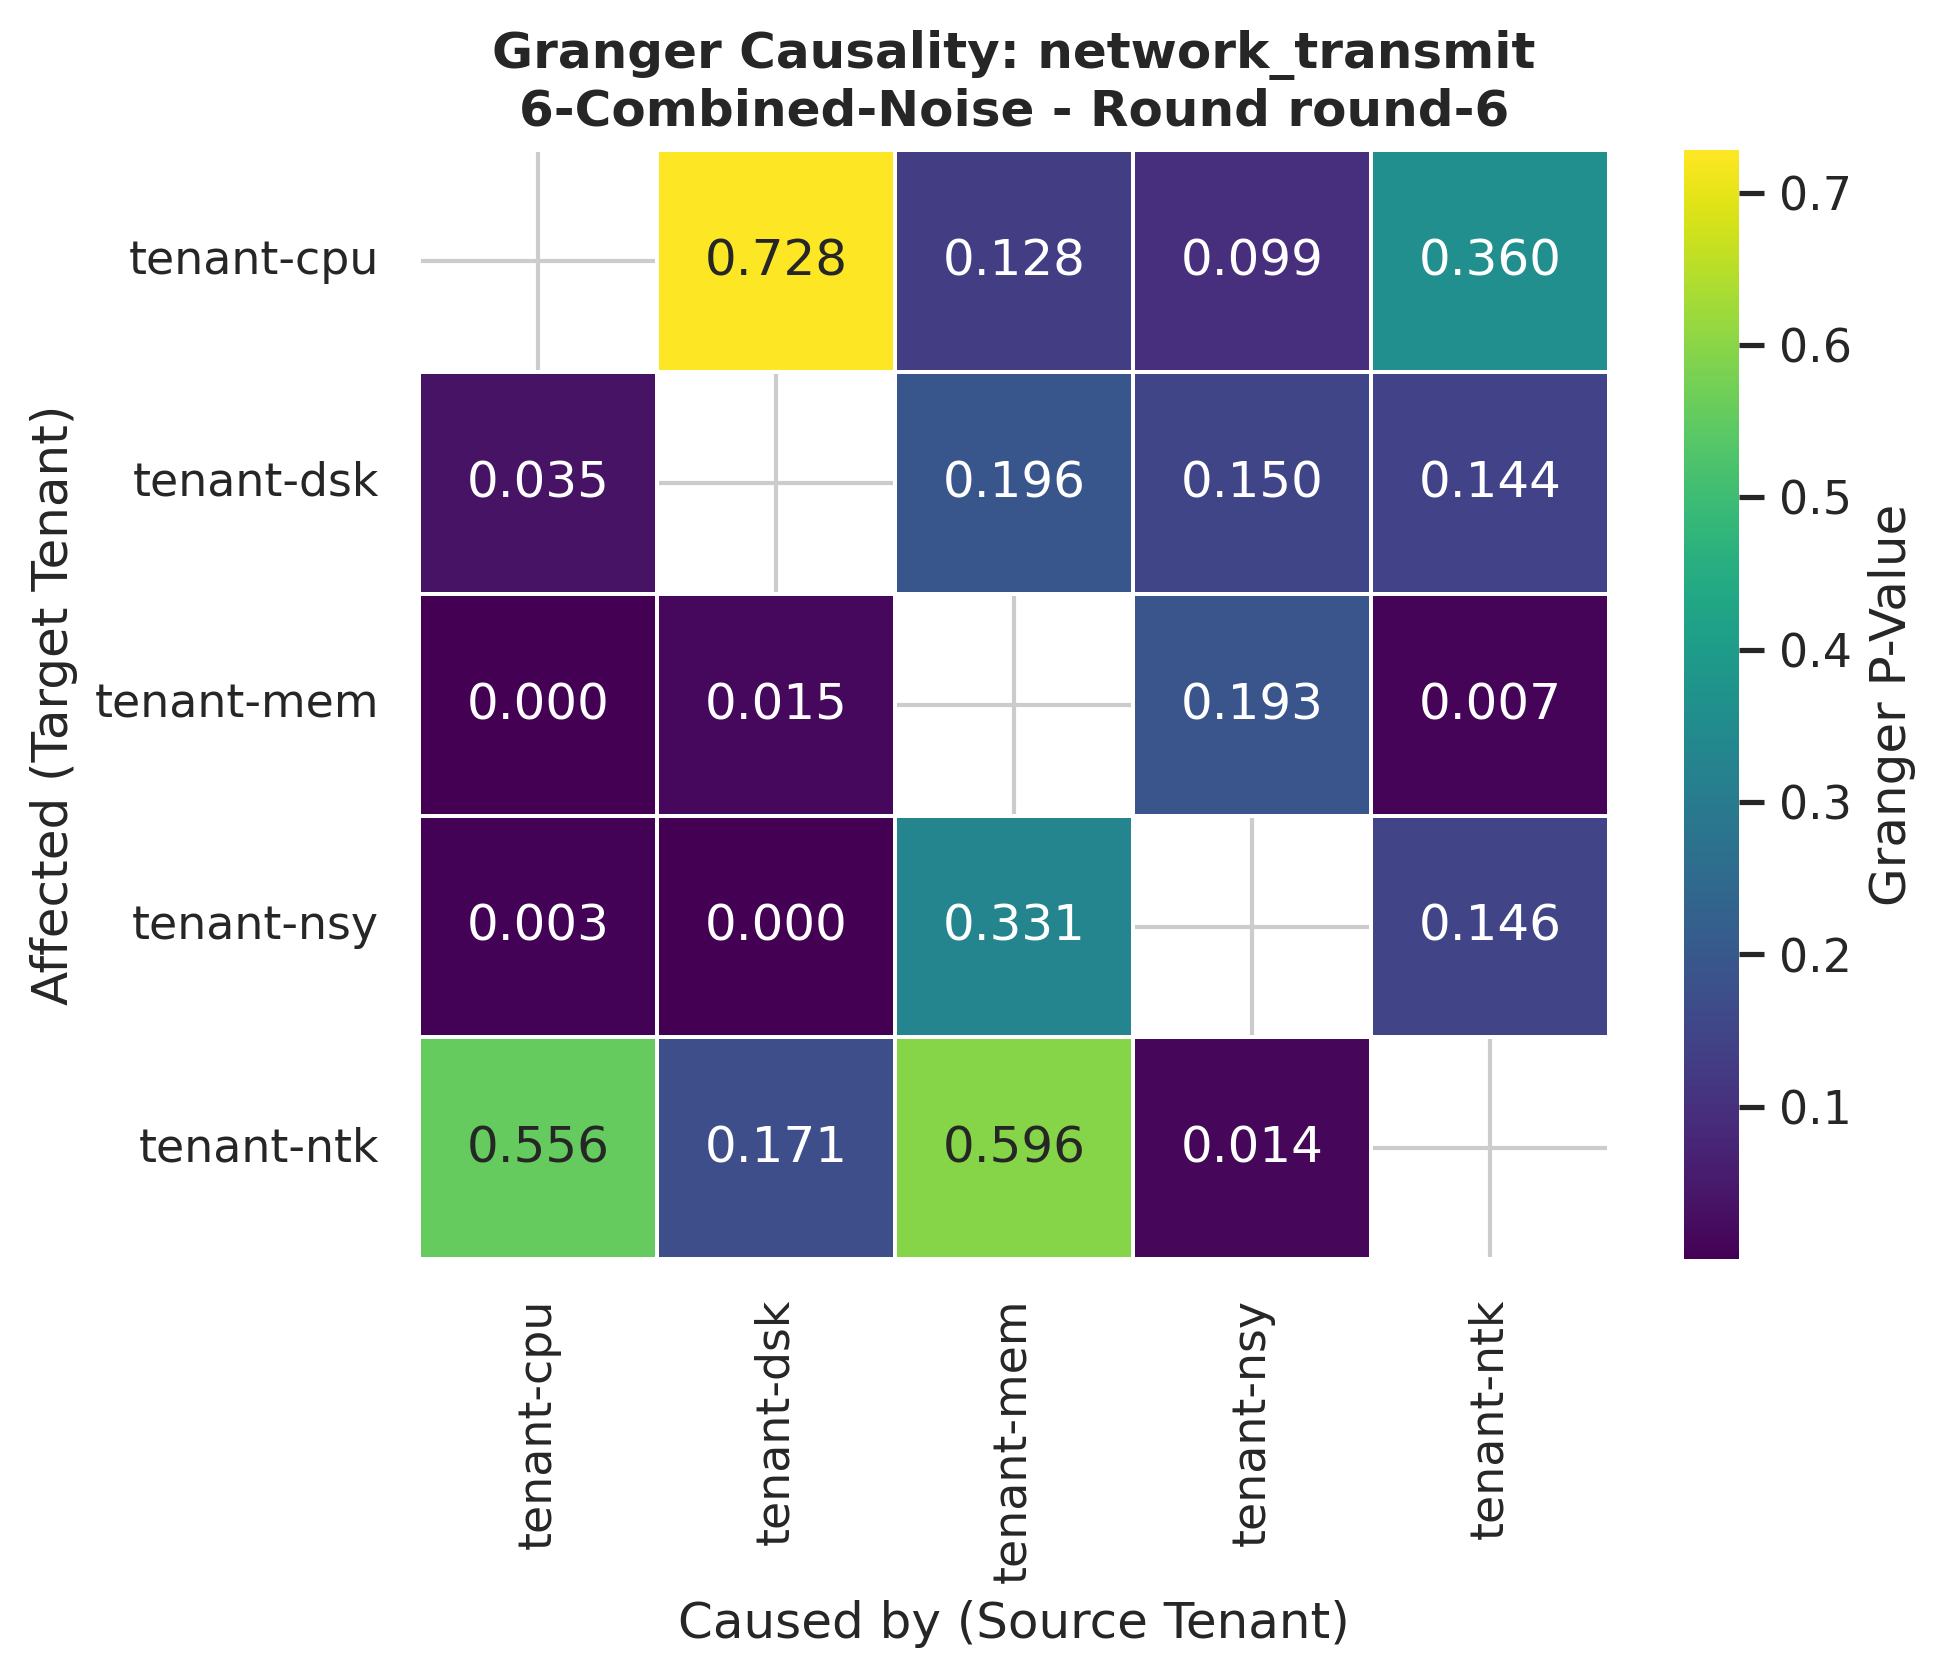 Granger Causality: network_transmit
6-Combined-Noise - Round round-6
Affected (Target Tenant)
tenant-cpu 0.728 0.128 0.099 0.360
tenant-dsk 0.035 0.196 0.150 0.144
tenant-mem 0.000 0.015 0.193 0.007
tenant-nsy 0.003 0.000 0.331 0.146
tenant-ntk 0.556 0.171 0.596 0.014
tenant-cpu
tenant-dsk
tenant-mem
tenant-nsy
tenant-ntk
Caused by (Source Tenant)
0.7
0.6
0.5
0.4
0.3
0.2
0.1
Granger P-Value